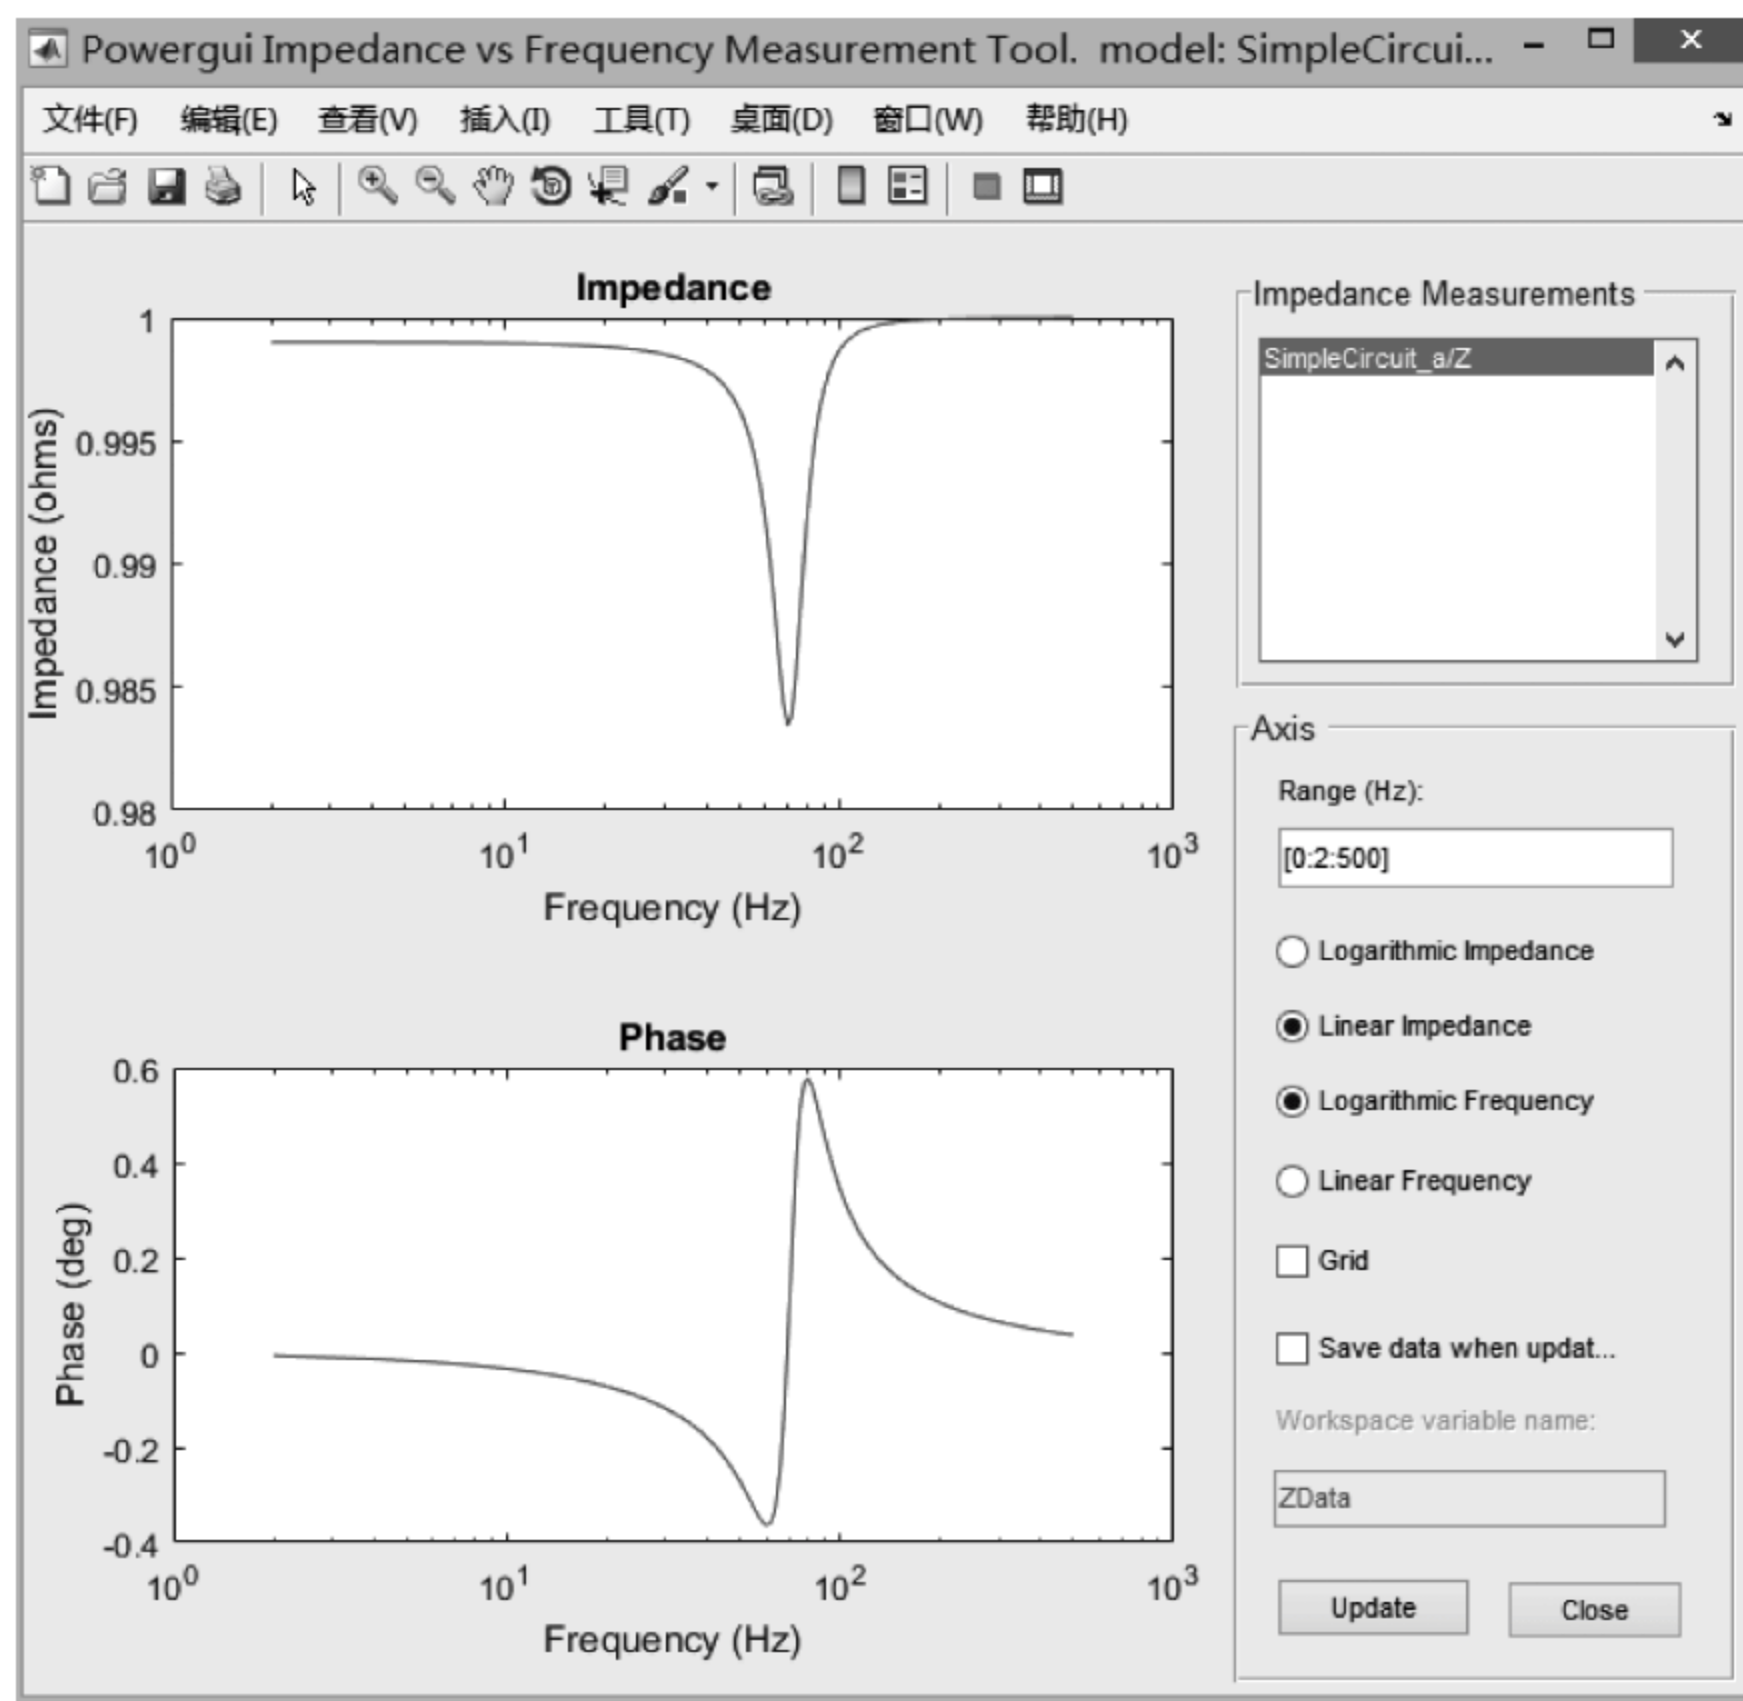 Powergui Impedance vs Frequency Measurement Tool.  model: SimpleCircui...
文件(F) 编辑(E) 查看(V) 插入(I) 工具(T) 桌面(D) 窗口(W) 帮助(H)
Impedance
1
0.995
0.99
0.985
0.98
Impedance (ohms)
10^0 10^1 10^2 10^3
Frequency (Hz)
Phase
0.6
0.4
0.2
0
-0.2
-0.4
Phase (deg)
10^0 10^1 10^2 10^3
Frequency (Hz)
Impedance Measurements
SimpleCircuit_a/Z
Axis
Range (Hz):
[0:2:500]
Logarithmic Impedance
Linear Impedance
Logarithmic Frequency
Linear Frequency
Grid
Save data when updat...
Workspace variable name:
ZData
Update Close